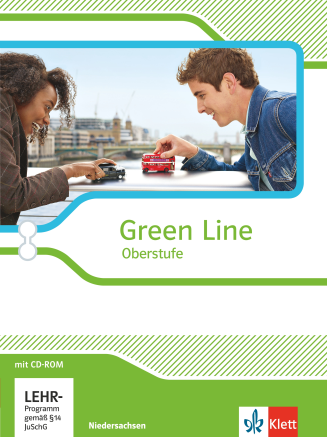 Green Line
Oberstufe
mit CD-ROM
LEHR-
Programm
gemäß §14
JuSchG
Niedersachsen
Klett